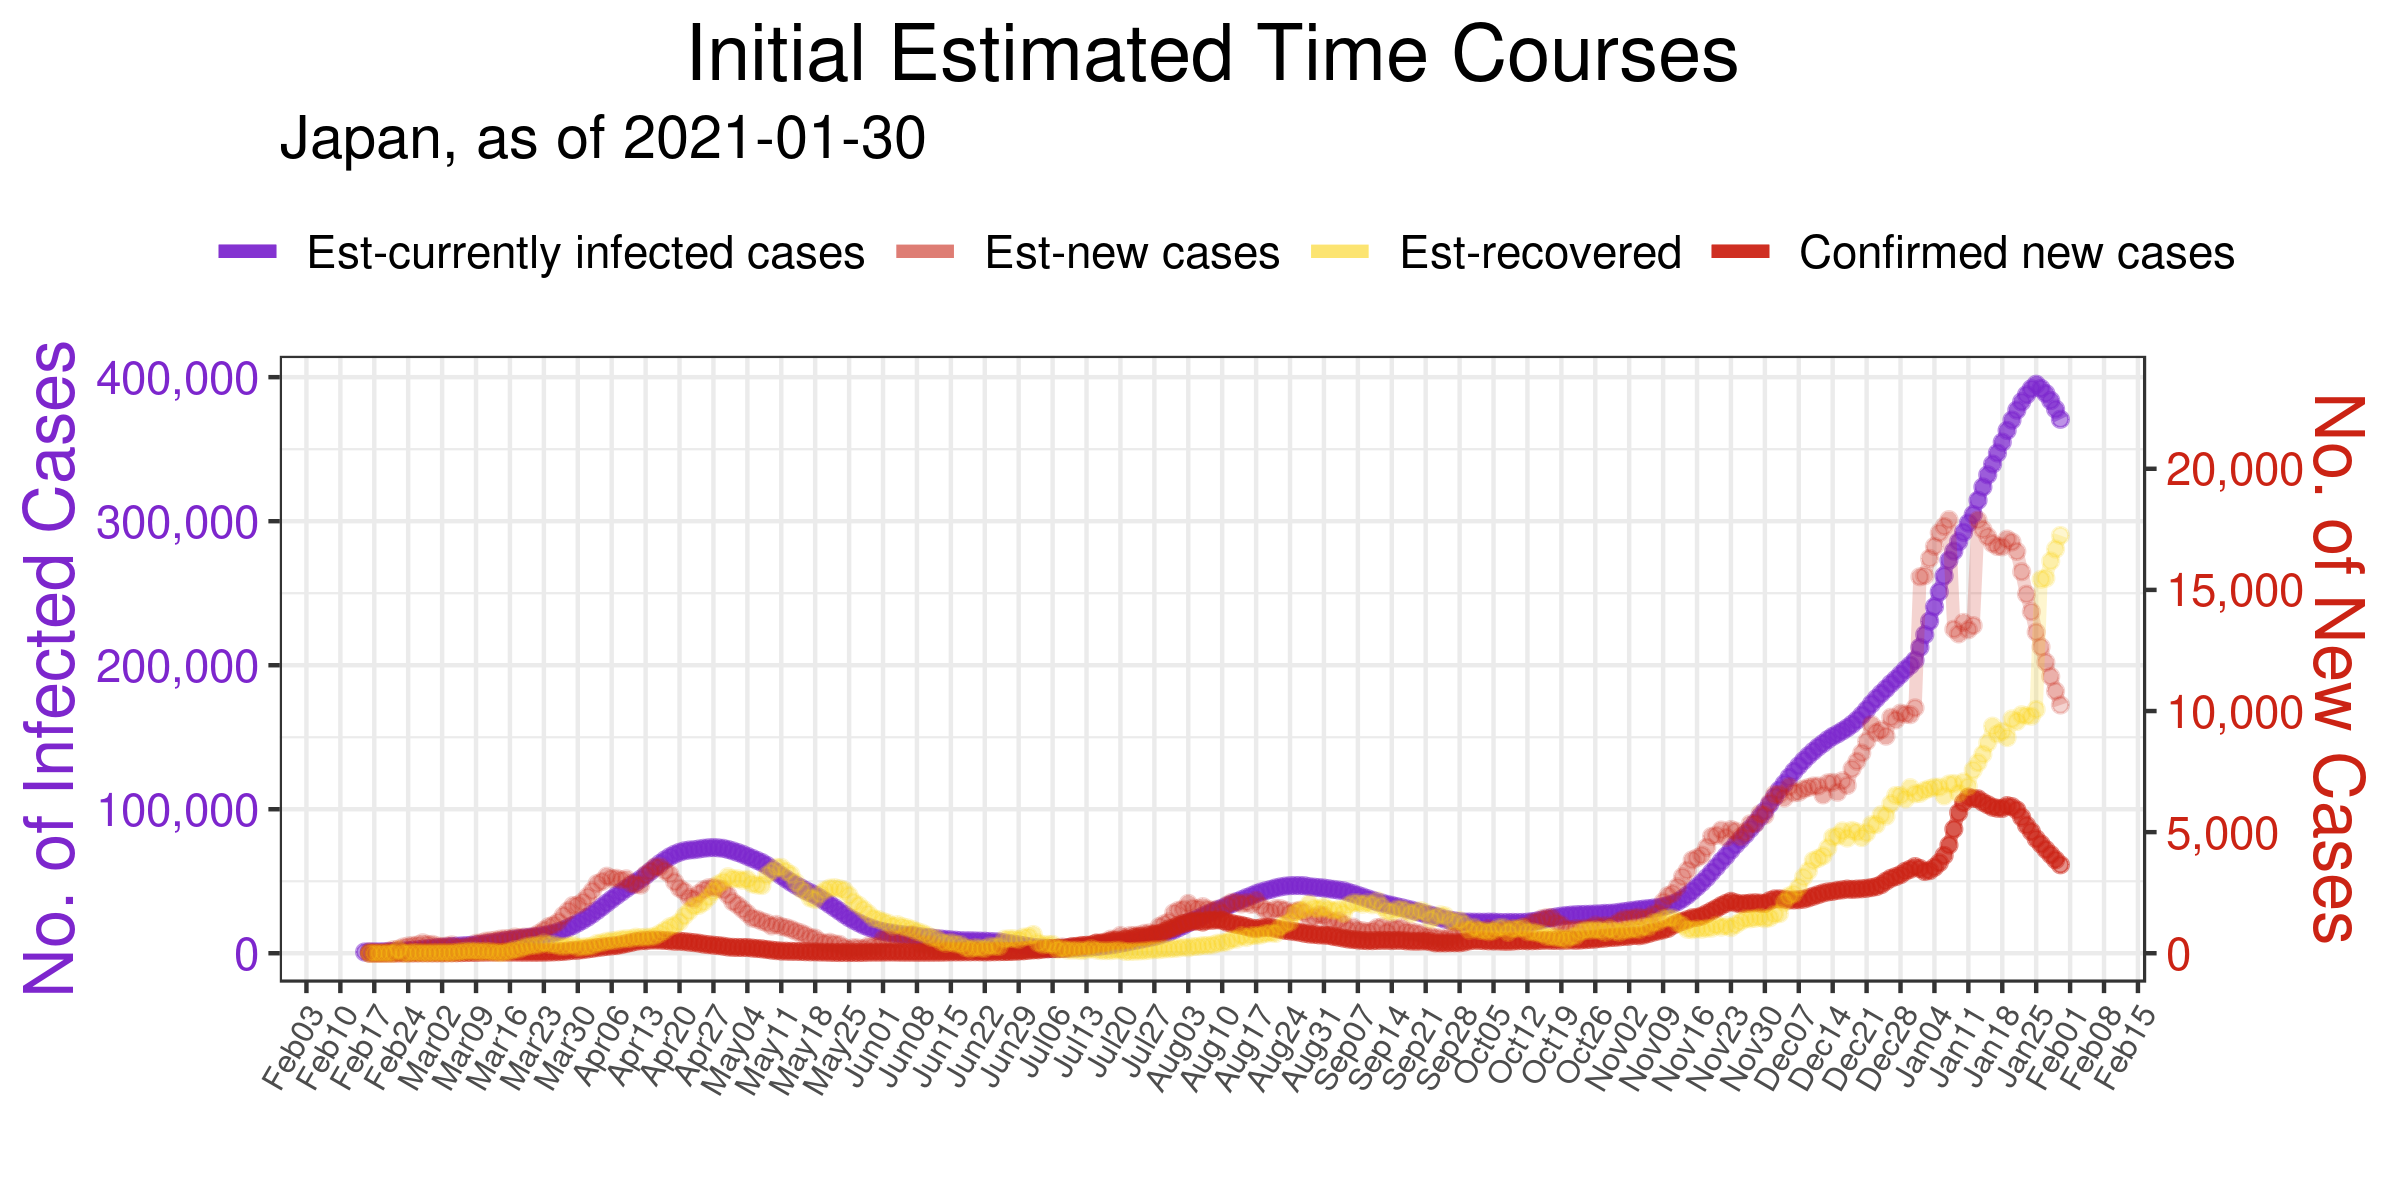 Initial Estimated Time Courses
Japan, as of 2021-01-30
Est-currently infected cases Est-new cases Est-recovered Confirmed new cases
No. of Infected Cases
400,000
300,000
200,000
100,000
0
20,000
15,000
10,000
5,000
0
No. of New Cases
Feb03 Feb10 Feb17 Feb24 Mar02 Mar09 Mar16 Mar23 Mar30 Apr06 Apr13 Apr20 Apr27 May04 May11 May18 May25 Jun01 Jun08 Jun15 Jun22 Jun29 Jul06 Jul13 Jul20 Jul27 Aug03 Aug10 Aug17 Aug24 Aug31 Sep07 Sep14 Sep21 Sep28 Oct05 Oct12 Oct19 Oct26 Nov02 Nov09 Nov16 Nov23 Nov30 Dec07 Dec14 Dec21 Dec28 Jan04 Jan11 Jan18 Jan25 Feb01 Feb08 Feb15